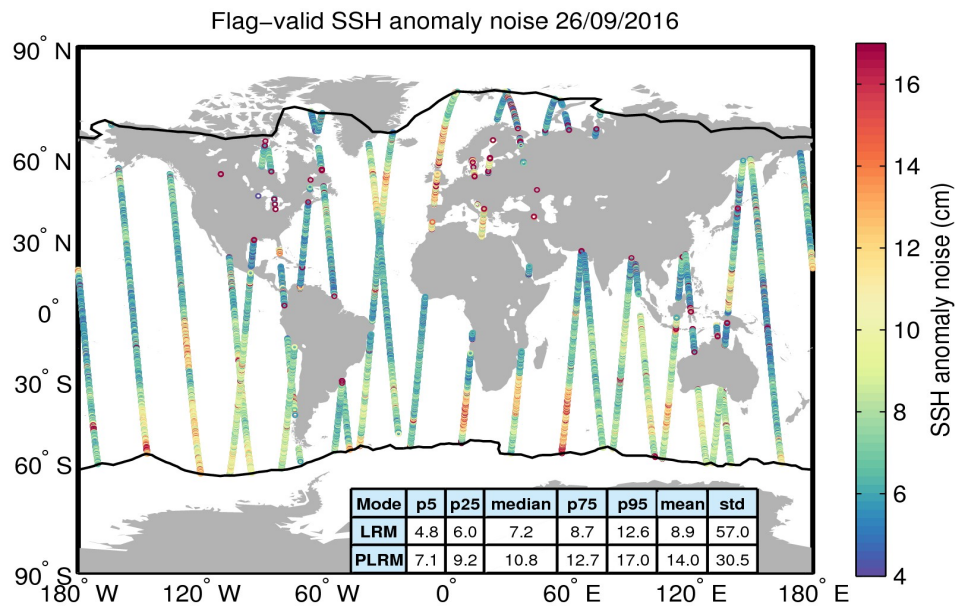 Flag−valid SSH anomaly noise 26/09/2016
90° N
60° N
30° N
0°
30° S
60° S
90° S
180° W 120° W 60° W 0° 60° E 120° E 180° E
Mode p5 p25 median p75 p95 mean std
LRM 4.8 6.0 7.2 8.7 12.6 8.9 57.0
PLRM 7.1 9.2 10.8 12.7 17.0 14.0 30.5
16
14
12
10
8
6
4
SSH anomaly noise (cm)